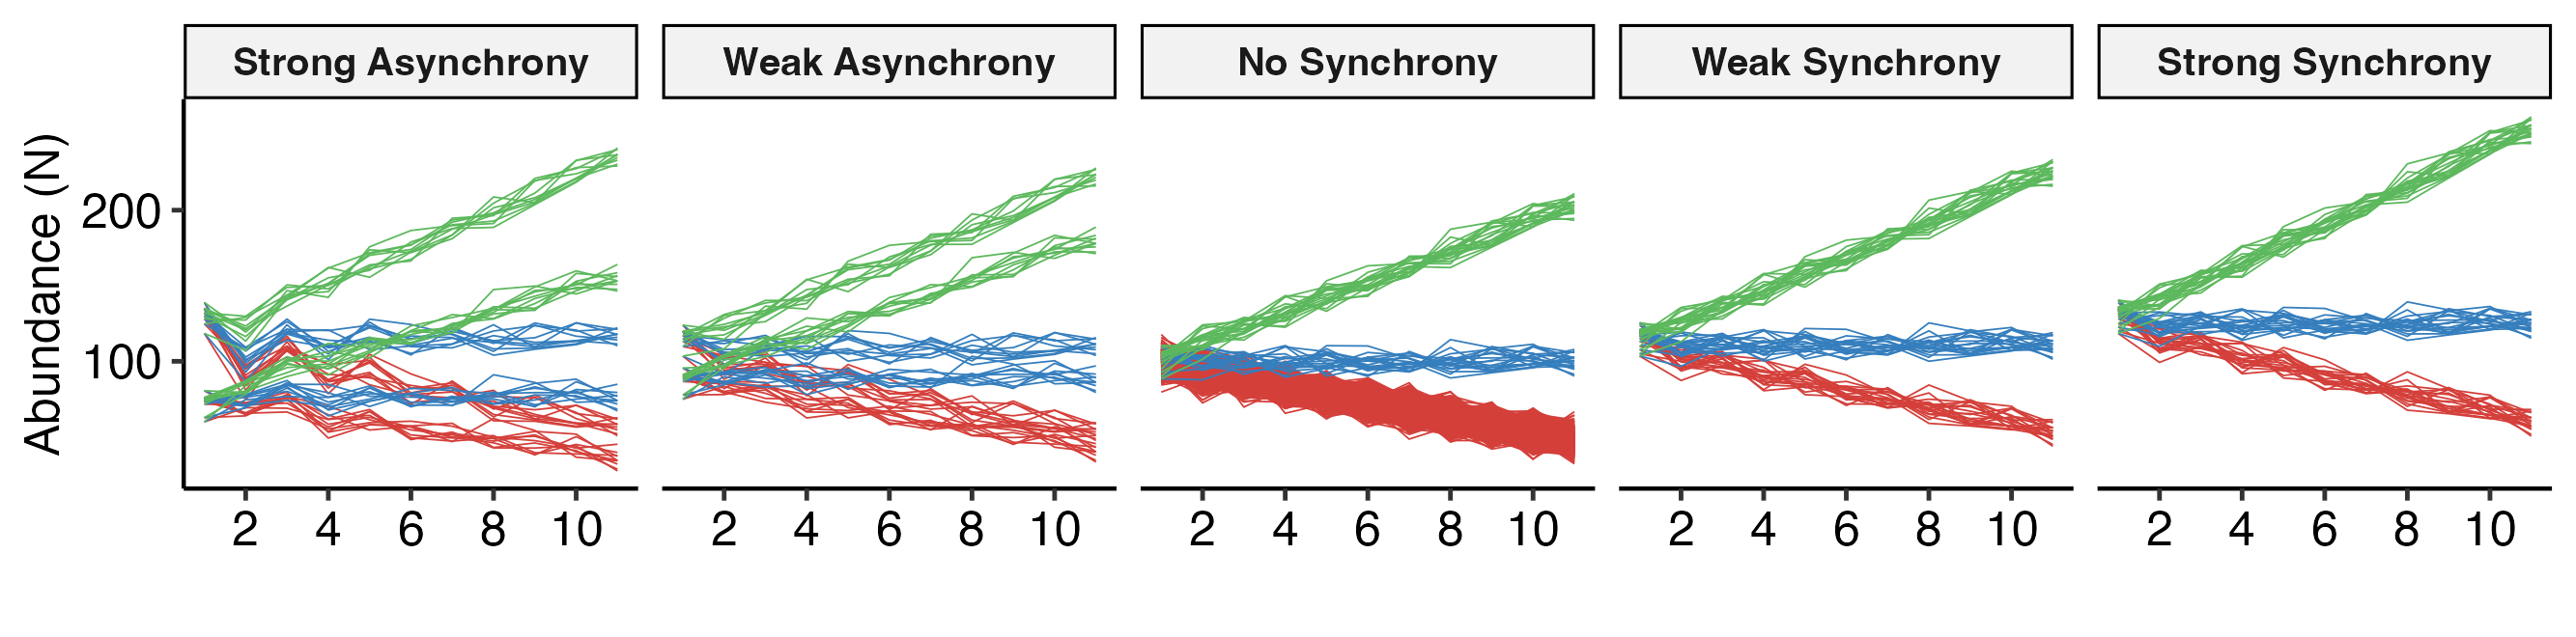 Strong Asynchrony Weak Asynchrony No Synchrony Weak Synchrony Strong Synchrony
Abundance (N)
200
100
2 4 6 8 10 2 4 6 8 10 2 4 6 8 10 2 4 6 8 10 2 4 6 8 10